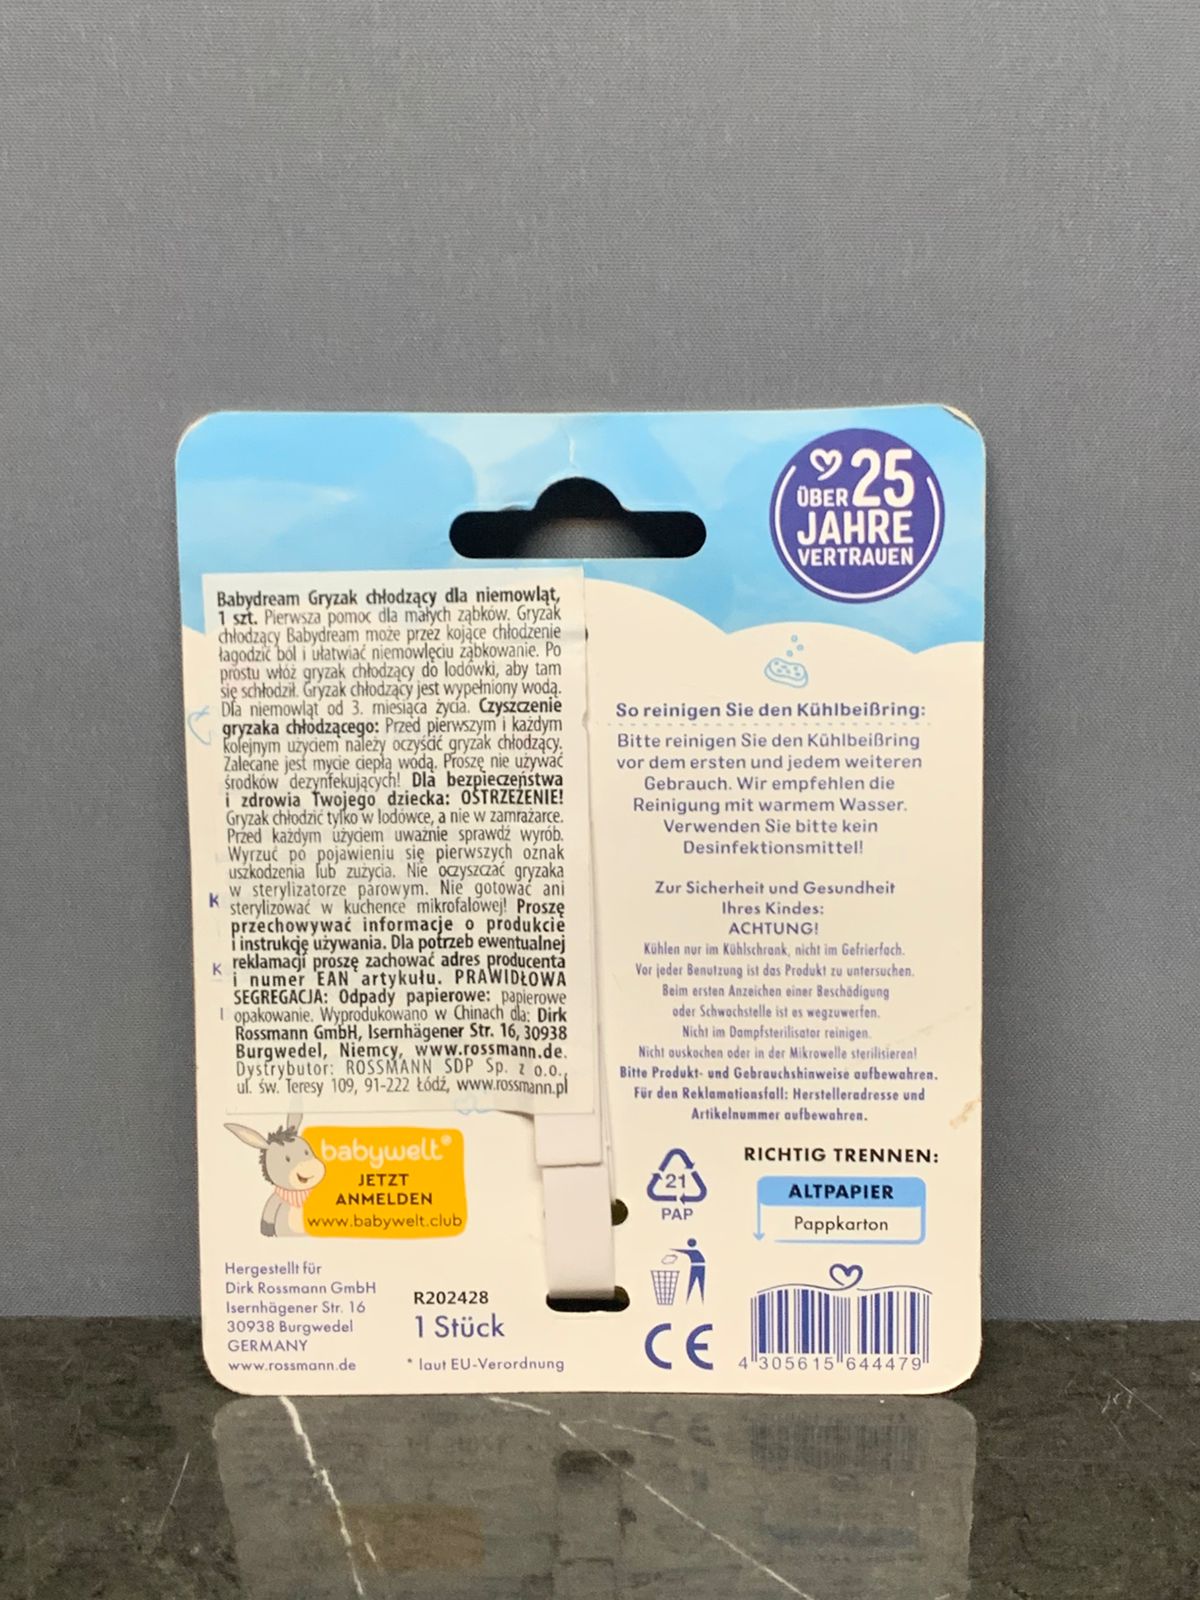 ÜBER 25
JAHRE
VERTRAUEN
Babydream Gryzak chłodzący dla niemowląt,
1 szt. Pierwsza pomoc dla małych ząbków. Gryzak
chłodzący Babydream może przez kojące chłodzenie
łagodzić ból i ułatwiać niemowlęciu ząbkowanie. Po
prostu włóż gryzak chłodzący do lodówki, aby tam
się schłodził. Gryzak chłodzący jest wypełniony wodą.
Dla niemowląt od 3. miesiąca życia. Czyszczenie
gryzaka chłodzącego: Przed pierwszym i każdym
kolejnym użyciem należy oczyścić gryzak chłodzący.
Zalecane jest mycie ciepłą wodą. Proszę nie używać
środków dezynfekujących! Dla bezpieczeństwa
i zdrowia Twojego dziecka: OSTRZEŻENIE!
Gryzak chłodzić tylko w lodówce, a nie w zamrażarce.
Przed każdym użyciem uważnie sprawdź wyrób.
Wyrzuć po pojawieniu się pierwszych oznak
uszkodzenia lub zużycia. Nie oczyszczać gryzaka
w sterylizatorze parowym. Nie gotować ani
sterylizować w kuchence mikrofalowej! Proszę
przechowywać informacje o produkcie
i instrukcję używania. Dla potrzeb ewentualnej
reklamacji proszę zachować adres producenta
i numer EAN artykułu. PRAWIDŁOWA
SEGREGACJA: Odpady papierowe: papierowe
opakowanie. Wyprodukowano w Chinach dla: Dirk
Rossmann GmbH, Isernhägener Str. 16, 30938
Burgwedel, Niemcy, www.rossmann.de.
Dystrybutor: ROSSMANN SDP Sp. z o.o.,
ul. św. Teresy 109, 91-222 Łódź, www.rossmann.pl
So reinigen Sie den Kühlbeißring:
Bitte reinigen Sie den Kühlbeißring
vor dem ersten und jedem weiteren
Gebrauch. Wir empfehlen die
Reinigung mit warmem Wasser.
Verwenden Sie bitte kein
Desinfektionsmittel!
Zur Sicherheit und Gesundheit
Ihres Kindes:
ACHTUNG!
Kühlen nur im Kühlschrank, nicht im Gefrierfach.
Vor jeder Benutzung ist das Produkt zu untersuchen.
Beim ersten Anzeichen einer Beschädigung
oder Schwachstelle ist es wegzuwerfen.
Nicht im Dampfsterilisator reinigen.
Nicht auskochen oder in der Mikrowelle sterilisieren!
Bitte Produkt- und Gebrauchshinweise aufbewahren.
Für den Reklamationsfall: Herstelleradresse und
Artikelnummer aufbewahren.
babywelt®
JETZT
ANMELDEN
www.babywelt.club
21
PAP
RICHTIG TRENNEN:
ALTPAPIER
Pappkarton
Hergestellt für
Dirk Rossmann GmbH
Isernhägener Str. 16
30938 Burgwedel
GERMANY
www.rossmann.de
R202428
1 Stück
* laut EU-Verordnung
CE
4 305615 644479